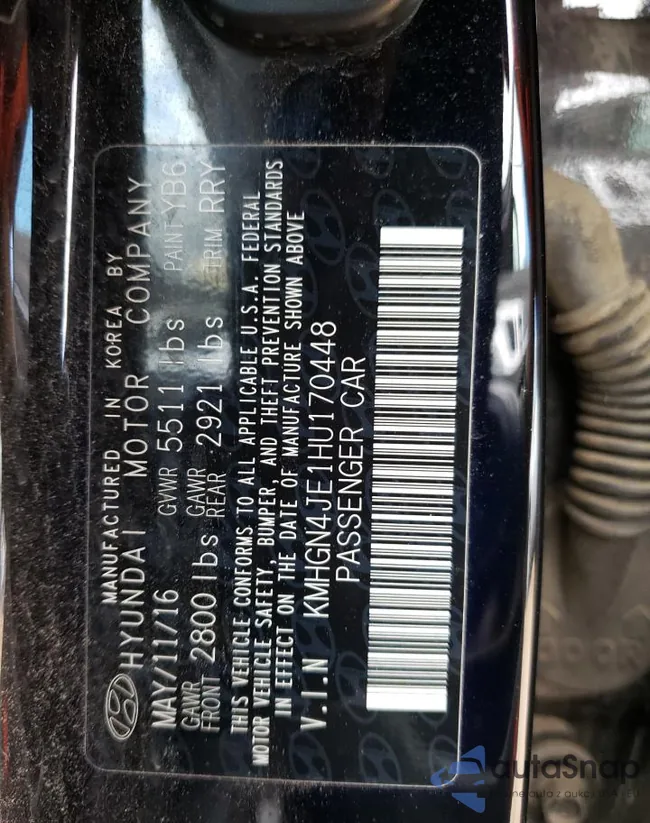 MANUFACTURED IN KOREA BY
HYUNDAI MOTOR COMPANY
MAY/11/16 GVWR 5511 lbs PAINT YB6
GAWR FRONT 2800 lbs GAWR REAR 2921 lbs TRIM RRY
THIS VEHICLE CONFORMS TO ALL APPLICABLE U.S.A. FEDERAL
MOTOR VEHICLE SAFETY, BUMPER, AND THEFT PREVENTION STANDARDS
IN EFFECT ON THE DATE OF MANUFACTURE SHOWN ABOVE
V.I.N KMHGN4JE1HU170448
PASSENGER CAR
autoSnap